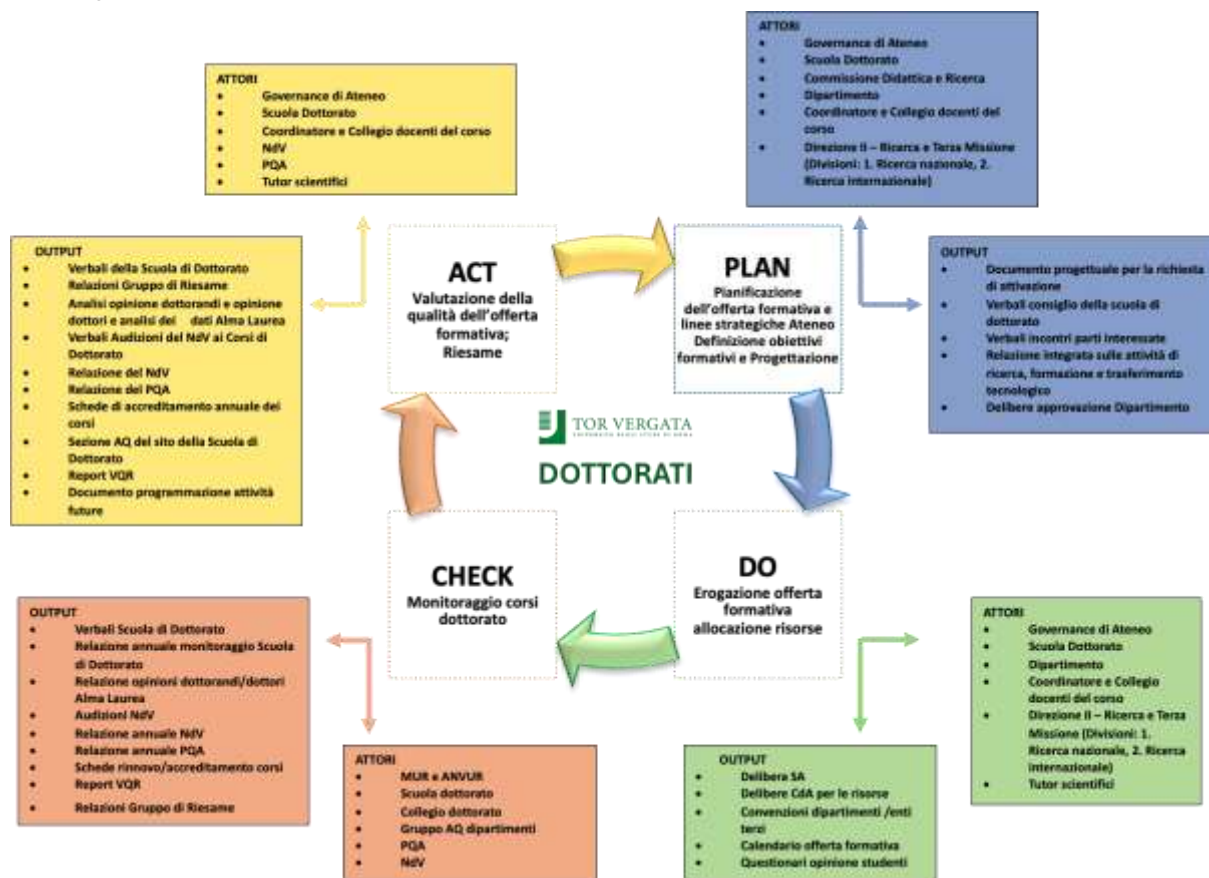 ATTORI
• Governance di Ateneo
• Scuola Dottorato
• Commissione Didattica e Ricerca
• Dipartimento
• Coordinatore e Collegio docenti del
corso
• Direzione II – Ricerca e Terza Missione
(Divisioni: 1. Ricerca nazionale, 2.
Ricerca internazionale)
ATTORI
• Governance di Ateneo
• Scuola Dottorato
• Coordinatore e Collegio docenti del corso
• NdV
• PQA
• Tutor scientifici
OUTPUT
• Verbali della Scuola di Dottorato
• Relazioni Gruppo di Riesame
• Analisi opinione dottorandi e opinione
dottori e analisi dei dati Alma Laurea
• Verbali Audizioni del NdV ai Corsi di
Dottorato
• Relazione del NdV
• Relazione del PQA
• Schede di accreditamento annuale dei
corsi
• Sezione AQ del sito della Scuola di
Dottorato
• Report VQR
• Documento programmazione attività
future
ACT
Valutazione della
qualità dell'offerta
formativa;
Riesame
PLAN
Pianificazione
dell'offerta formativa e
linee strategiche Ateneo
Definizione obiettivi
formativi e Progettazione
OUTPUT
• Documento progettuale per la richiesta
di attivazione
• Verbali consiglio della scuola di
dottorato
• Verbali incontri parti interessate
• Relazione integrata sulle attività di
ricerca, formazione e trasferimento
tecnologico
• Delibere approvazione Dipartimento
TOR VERGATA
UNIVERSITÀ DEGLI STUDI DI ROMA
DOTTORATI
CHECK
Monitoraggio corsi
dottorato
DO
Erogazione offerta
formativa
allocazione risorse
OUTPUT
• Verbali Scuola di Dottorato
• Relazione annuale monitoraggio Scuola
di Dottorato
• Relazione opinioni dottorandi/dottori
Alma Laurea
• Audizioni NdV
• Relazione annuale NdV
• Relazione annuale PQA
• Schede rinnovo/accreditamento corsi
• Report VQR
• Relazioni Gruppo di Riesame
ATTORI
• MUR e ANVUR
• Scuola dottorato
• Collegio dottorato
• Gruppo AQ dipartimenti
• PQA
• NdV
OUTPUT
• Delibera SA
• Delibere CdA per le risorse
• Convenzioni dipartimenti /enti
terzi
• Calendario offerta formativa
• Questionari opinione studenti
ATTORI
• Governance di Ateneo
• Scuola Dottorato
• Dipartimento
• Coordinatore e Collegio
docenti del corso
• Direzione II – Ricerca e Terza
Missione (Divisioni: 1.
Ricerca nazionale, 2. Ricerca
internazionale)
• Tutor scientifici